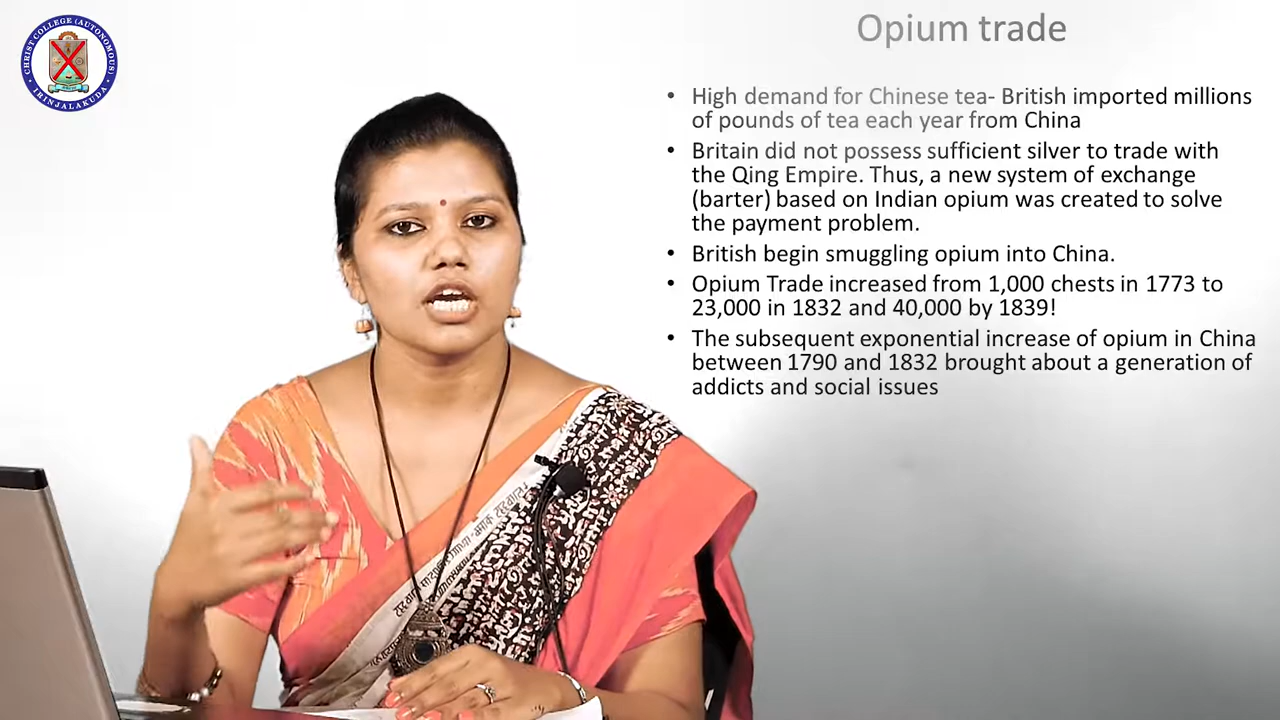 CHRIST COLLEGE (AUTONOMOUS)
IRINJALAKUDA
Opium trade
• High demand for Chinese tea- British imported millions
of pounds of tea each year from China
• Britain did not possess sufficient silver to trade with
the Qing Empire. Thus, a new system of exchange
(barter) based on Indian opium was created to solve
the payment problem.
• British begin smuggling opium into China.
• Opium Trade increased from 1,000 chests in 1773 to
23,000 in 1832 and 40,000 by 1839!
• The subsequent exponential increase of opium in China
between 1790 and 1832 brought about a generation of
addicts and social issues